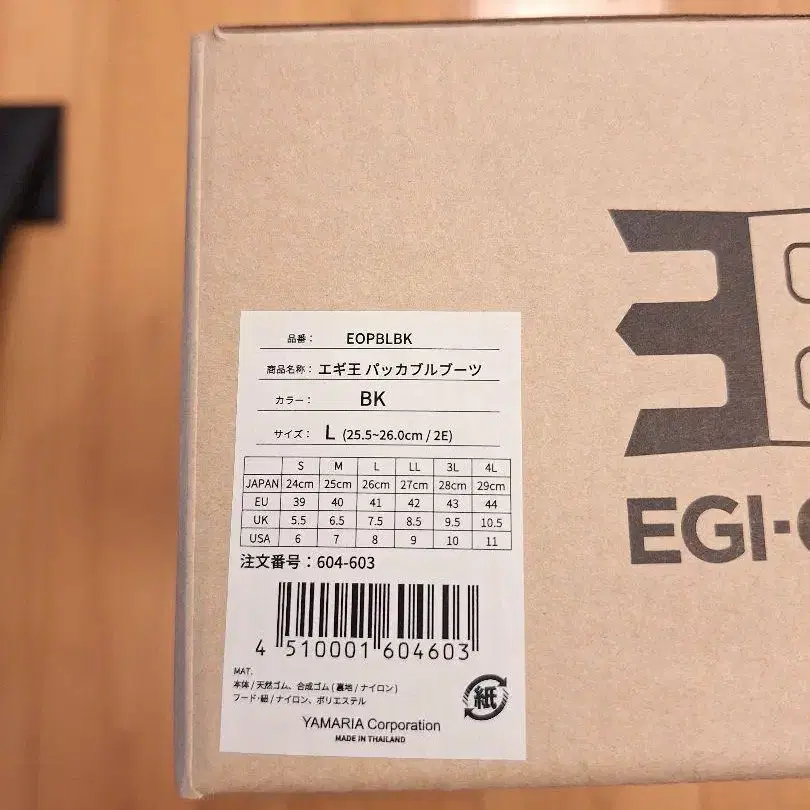 品番： EOPBLBK
商品名称： エギ王 パッカブルブーツ
カラー： BK
サイズ： L (25.5~26.0cm / 2E)
S M L LL 3L 4L
JAPAN 24cm 25cm 26cm 27cm 28cm 29cm
EU 39 40 41 42 43 44
UK 5.5 6.5 7.5 8.5 9.5 10.5
USA 6 7 8 9 10 11
注文番号：604-603
4 510001 604603
MAT.
本体 / 天然ゴム、合成ゴム ( 裏地 / ナイロン )
フード・紐 / ナイロン、ポリエステル
紙
YAMARIA Corporation
MADE IN THAILAND
EGI-